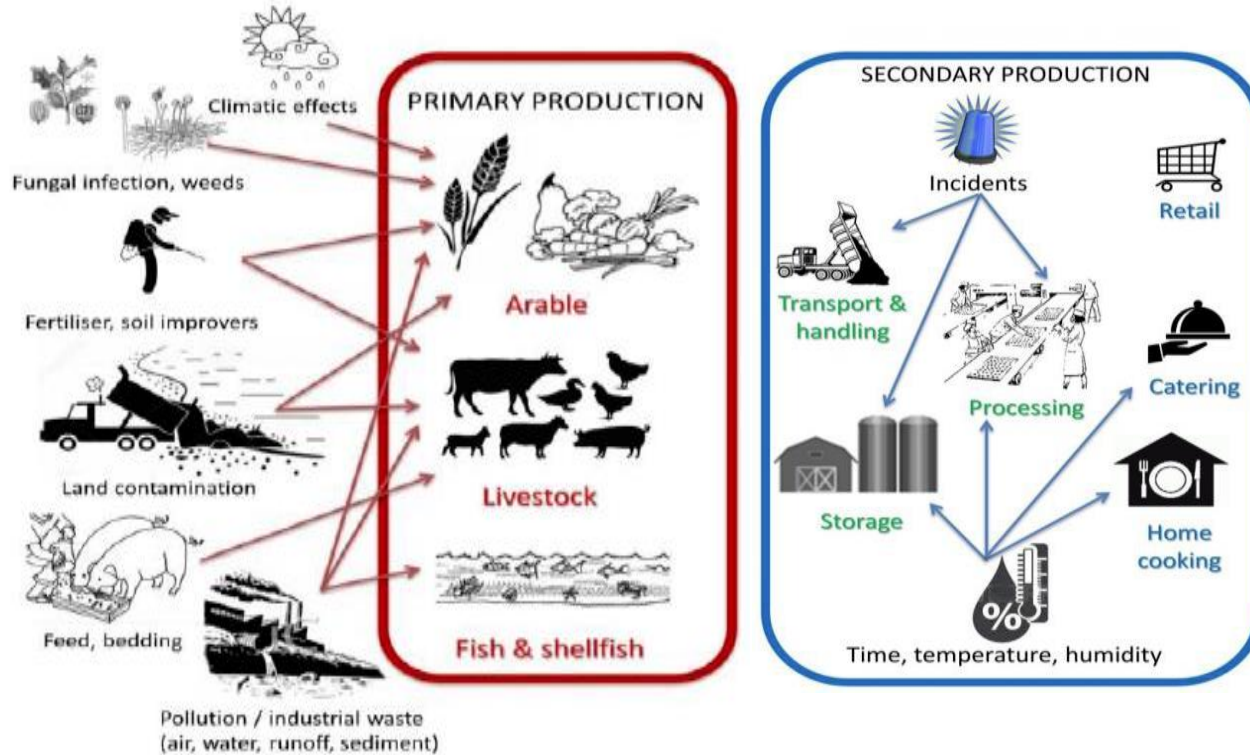 Climatic effects
Fungal infection, weeds
Fertiliser, soil improvers
Land contamination
Feed, bedding
Pollution / industrial waste
(air, water, runoff, sediment)
PRIMARY PRODUCTION
Arable
Livestock
Fish & shellfish
SECONDARY PRODUCTION
Incidents
Retail
Transport &
handling
Processing
Catering
Storage
Home
cooking
%
Time, temperature, humidity